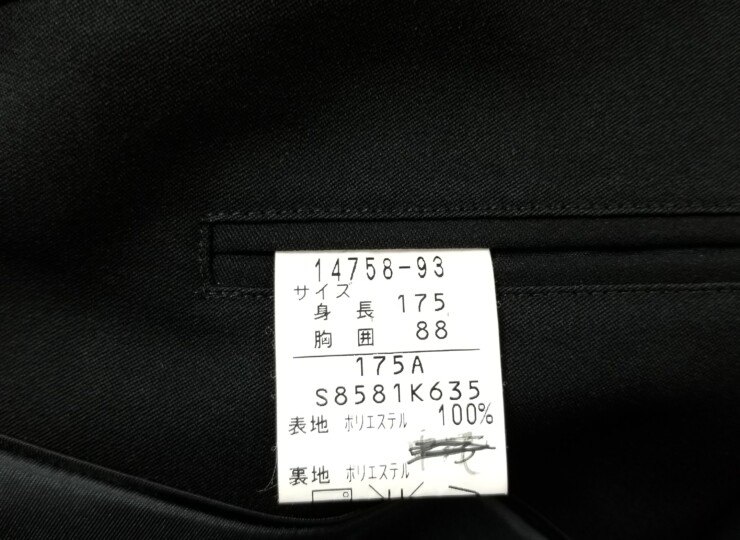 14758-93
サイズ
身長 175
胸囲 88
175A
S8581K635
表地 ポリエステル 100%
裏地 ポリエステル